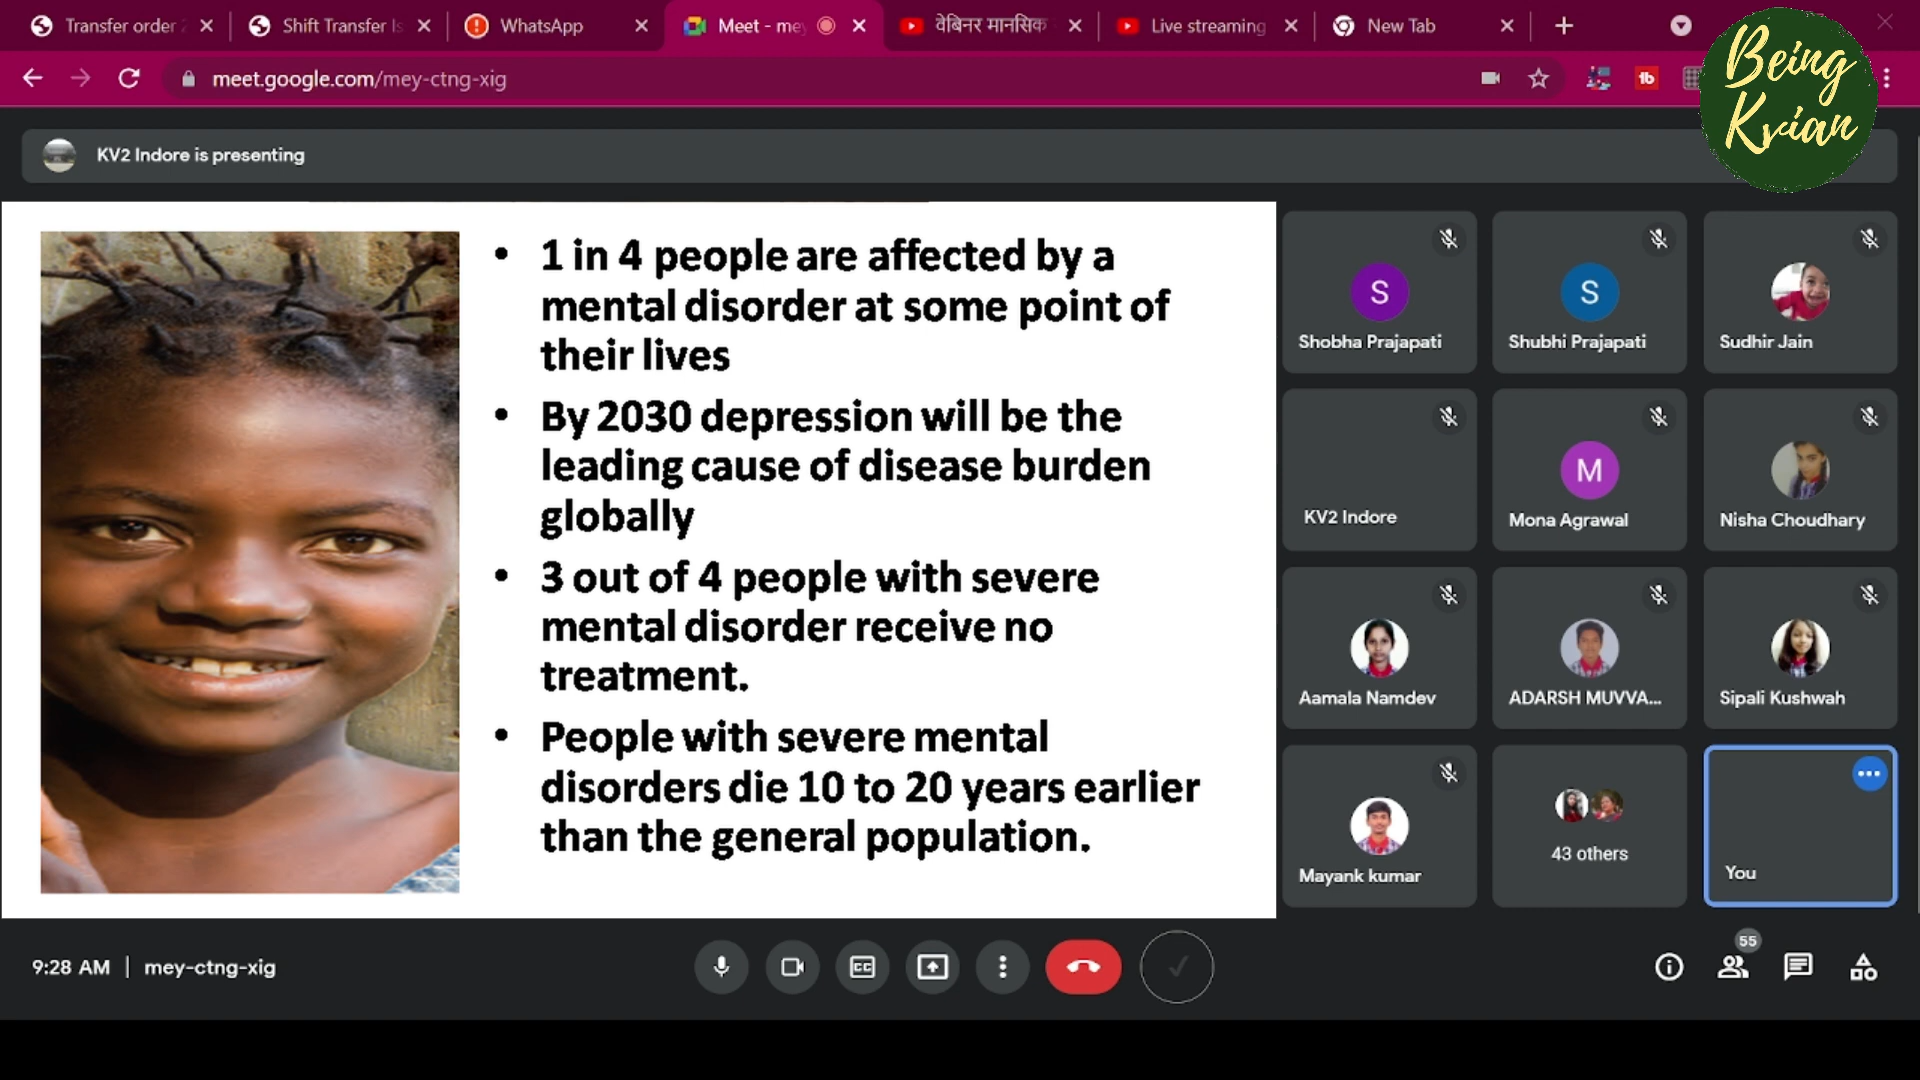 Transfer order 2
Shift Transfer Is
WhatsApp
Meet - mey
वेबिनर मानसिक
Live streaming
New Tab
meet.google.com/mey-ctng-xig
Being
Kvian
KV2 Indore is presenting
• 1 in 4 people are affected by a
mental disorder at some point of
their lives
• By 2030 depression will be the
leading cause of disease burden
globally
• 3 out of 4 people with severe
mental disorder receive no
treatment.
• People with severe mental
disorders die 10 to 20 years earlier
than the general population.
S
Shobha Prajapati
S
Shubhi Prajapati
Sudhir Jain
KV2 Indore
M
Mona Agrawal
Nisha Choudhary
Aamala Namdev
ADARSH MUVVA...
Sipali Kushwah
Mayank kumar
43 others
You
9:28 AM | mey-ctng-xig
CC
55